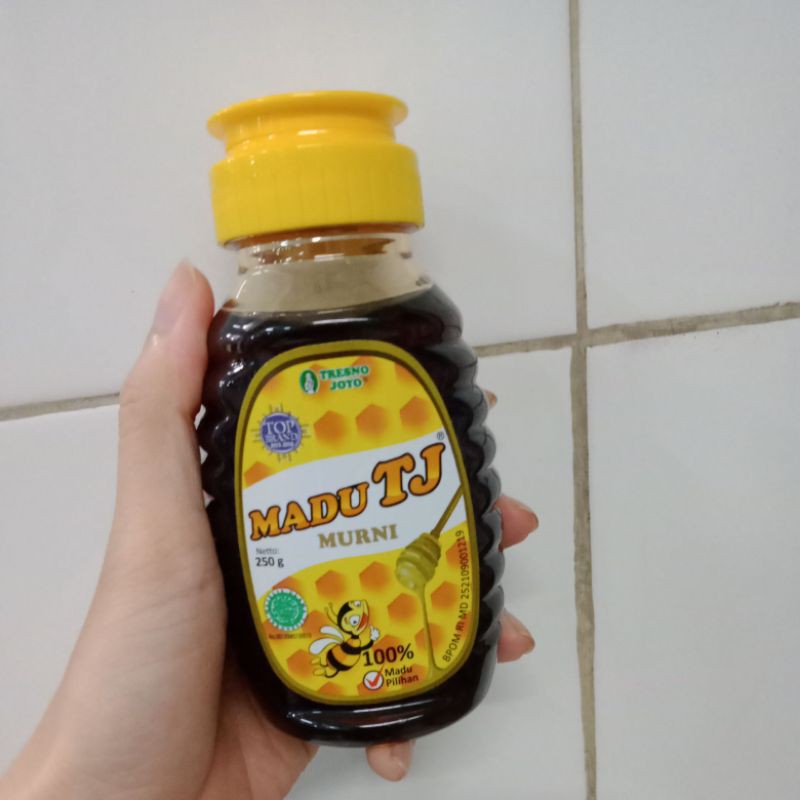 TRESNO
JOYO®
TOP
BRAND
MADU TJ®
MURNI
Netto:
250 g
100%
Madu
Pilihan
BPOM RI MD 252109001219